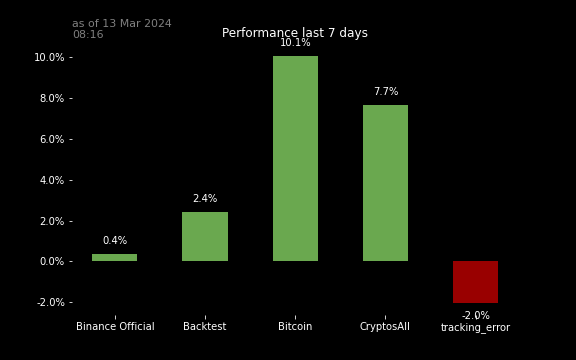 as of 13 Mar 2024
08:16
Performance last 7 days
10.1%
10.0%
8.0%
7.7%
6.0%
4.0%
2.4%
2.0%
0.4%
0.0%
-2.0%
-2.0%
Binance Official
Backtest
Bitcoin
CryptosAll
tracking_error